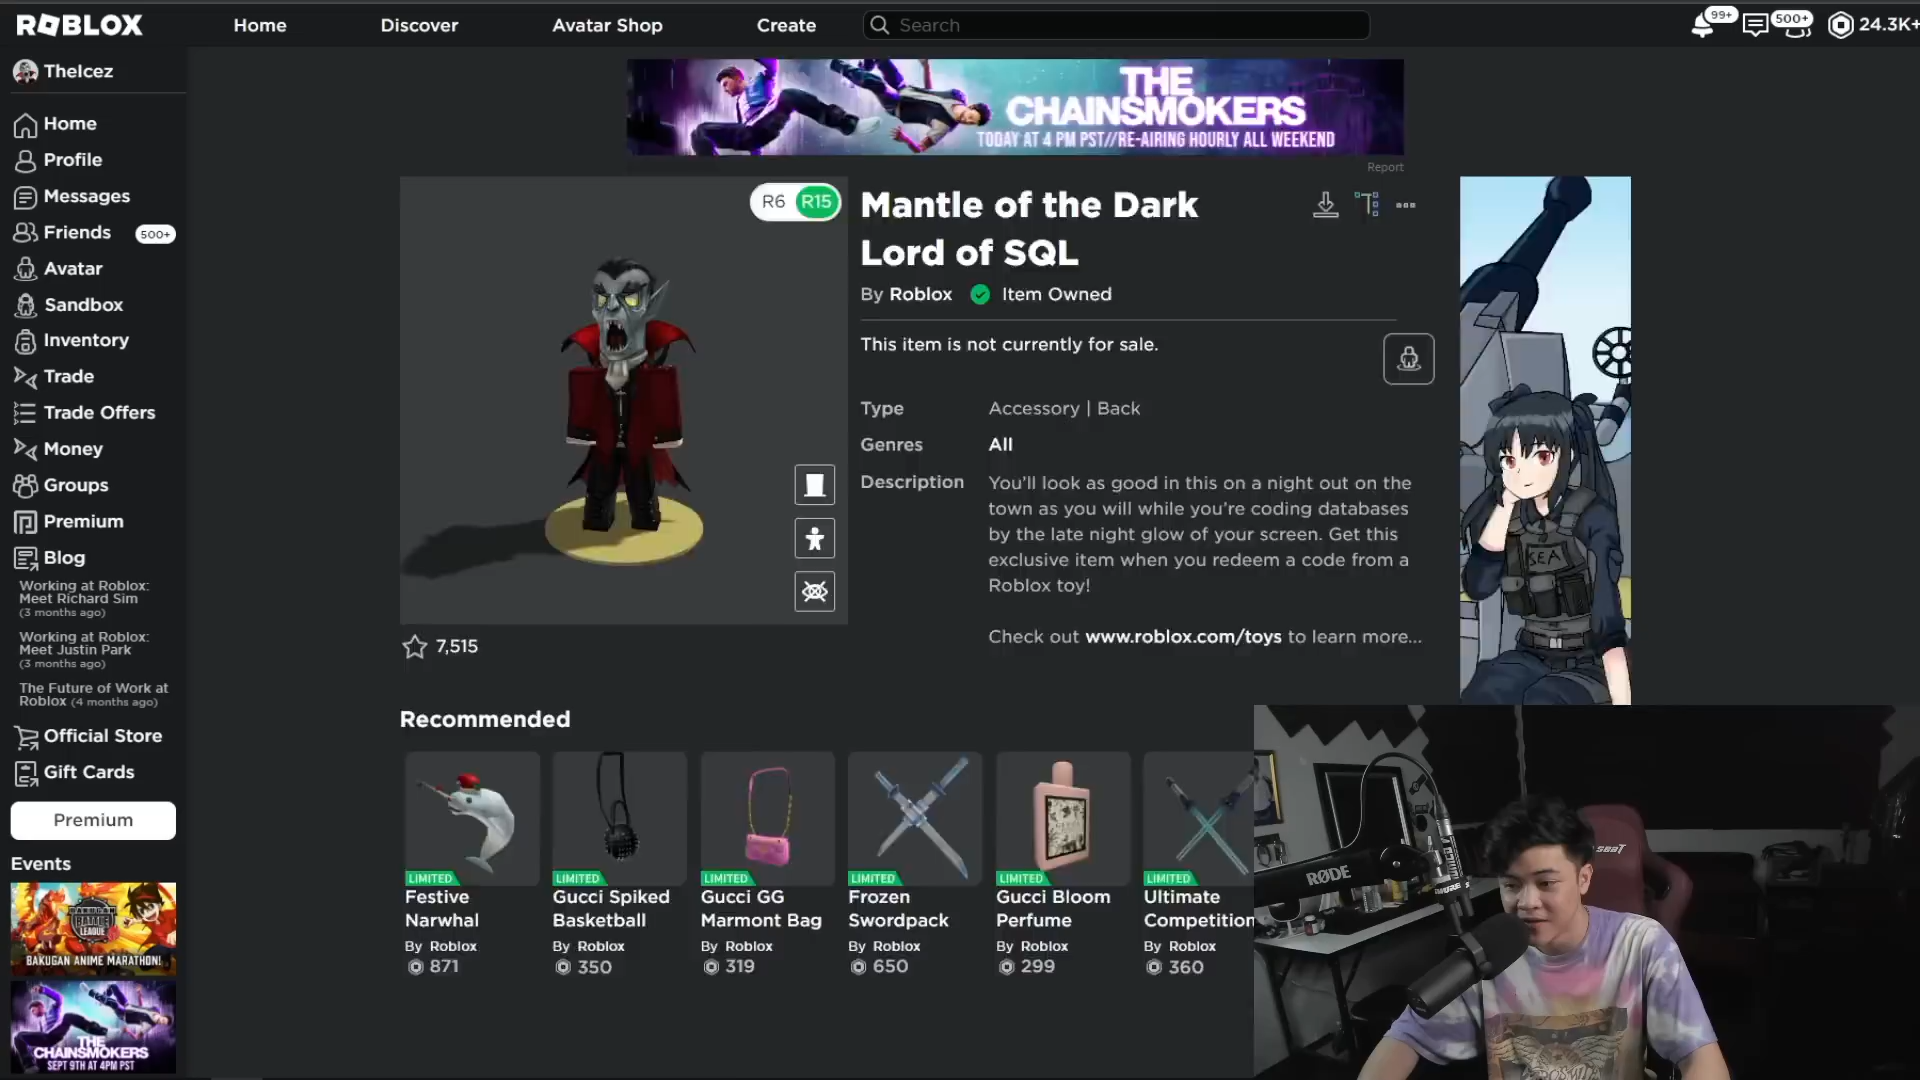 ROBLOX
Home
Discover
Avatar Shop
Create
Search
99+
500+
24.3K+
TheIcez
Home
Profile
Messages
Friends
500+
Avatar
Sandbox
Inventory
Trade
Trade Offers
Money
Groups
Premium
Blog
Working at Roblox:
Meet Richard Sim
(3 months ago)
Working at Roblox:
Meet Justin Park
(3 months ago)
The Future of Work at
Roblox (4 months ago)
Official Store
Gift Cards
Premium
Events
BAKUGAN
BATTLE
LEAGUE
BAKUGAN ANIME MARATHON!
THE
CHAINSMOKERS
SEPT 9TH AT 4PM PST
THE
CHAINSMOKERS
TODAY AT 4 PM PST//RE-AIRING HOURLY ALL WEEKEND
Report
R6 R15
Mantle of the Dark
Lord of SQL
By Roblox Item Owned
This item is not currently for sale.
Type Accessory | Back
Genres All
Description You'll look as good in this on a night out on the
town as you will while you're coding databases
by the late night glow of your screen. Get this
exclusive item when you redeem a code from a
Roblox toy!
Check out www.roblox.com/toys to learn more...
7,515
SEA
Recommended
LIMITED
Festive
Narwhal
By Roblox
871
LIMITED
Gucci Spiked
Basketball
By Roblox
350
LIMITED
Gucci GG
Marmont Bag
By Roblox
319
LIMITED
Frozen
Swordpack
By Roblox
650
LIMITED
Gucci Bloom
Perfume
By Roblox
299
LIMITED
Ultimate
Competition
By Roblox
360
RØDE